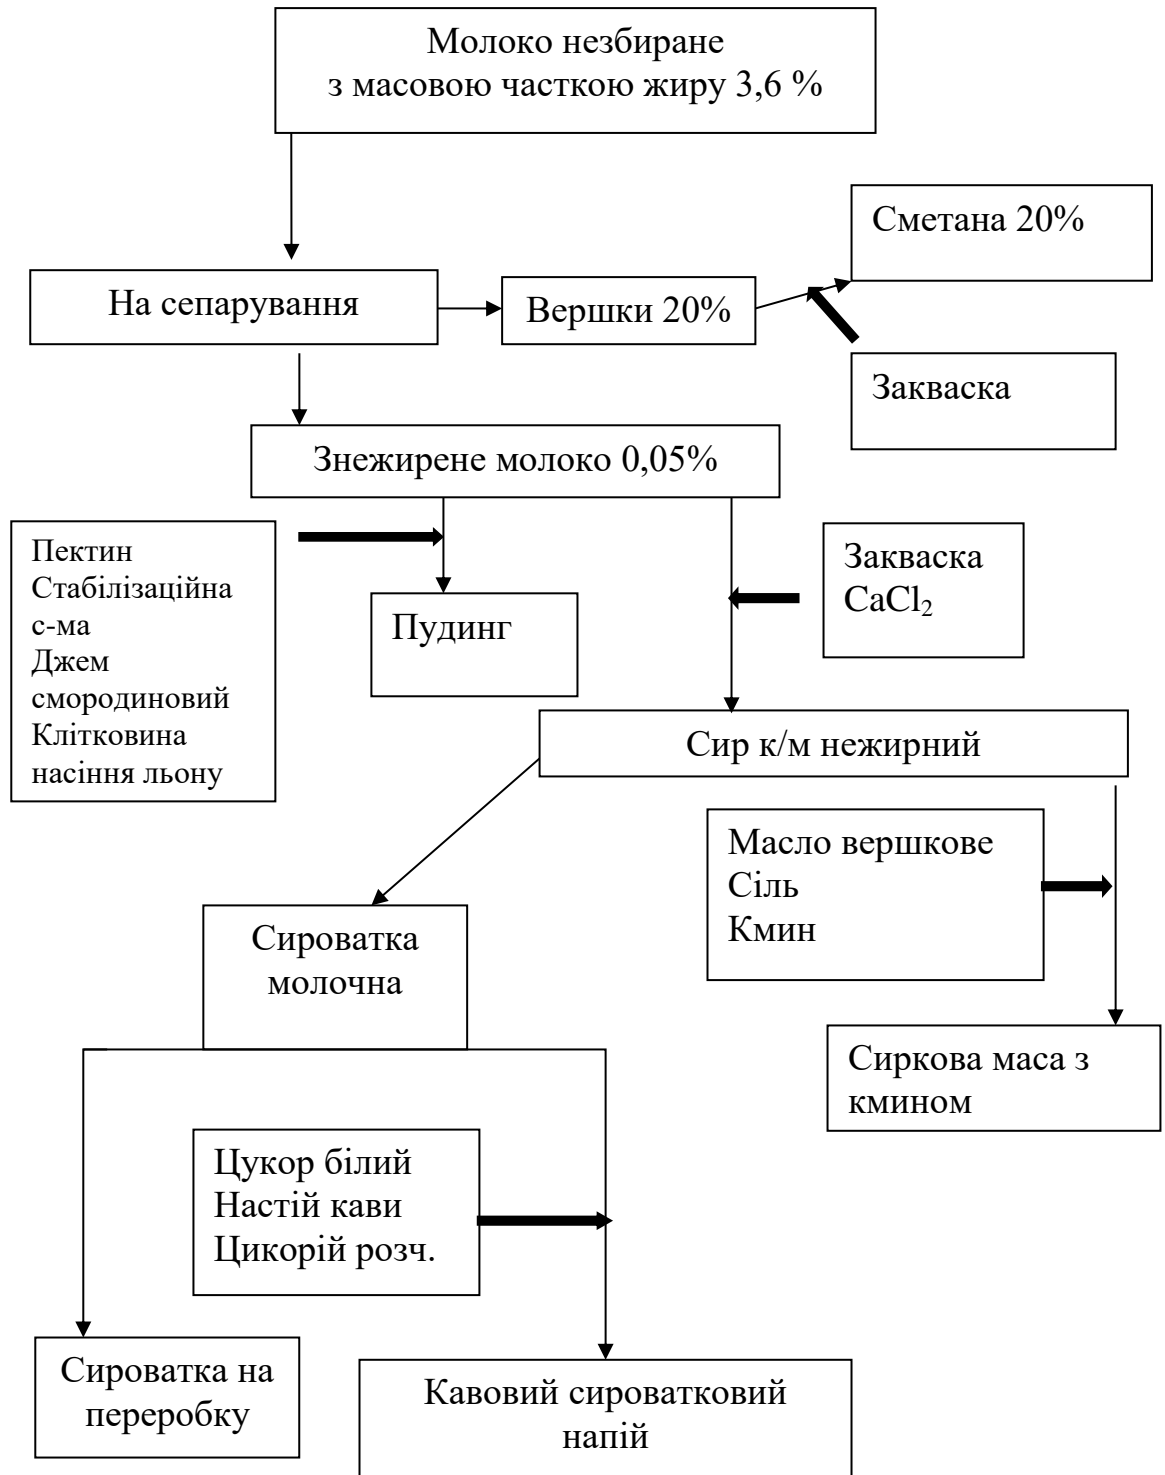 Молоко незбиране
з масовою часткою жиру 3,6 %
Сметана 20%
На сепарування
Вершки 20%
Закваска
Знежирене молоко 0,05%
Пектин
Стабілізаційна
с-ма
Джем
смородиновий
Клітковина
насіння льону
Пудинг
Закваска
CaCl₂
Сир к/м нежирний
Масло вершкове
Сіль
Кмин
Сироватка
молочна
Сиркова маса з
кмином
Цукор білий
Настій кави
Цикорій розч.
Сироватка на
переробку
Кавовий сироватковий
напій